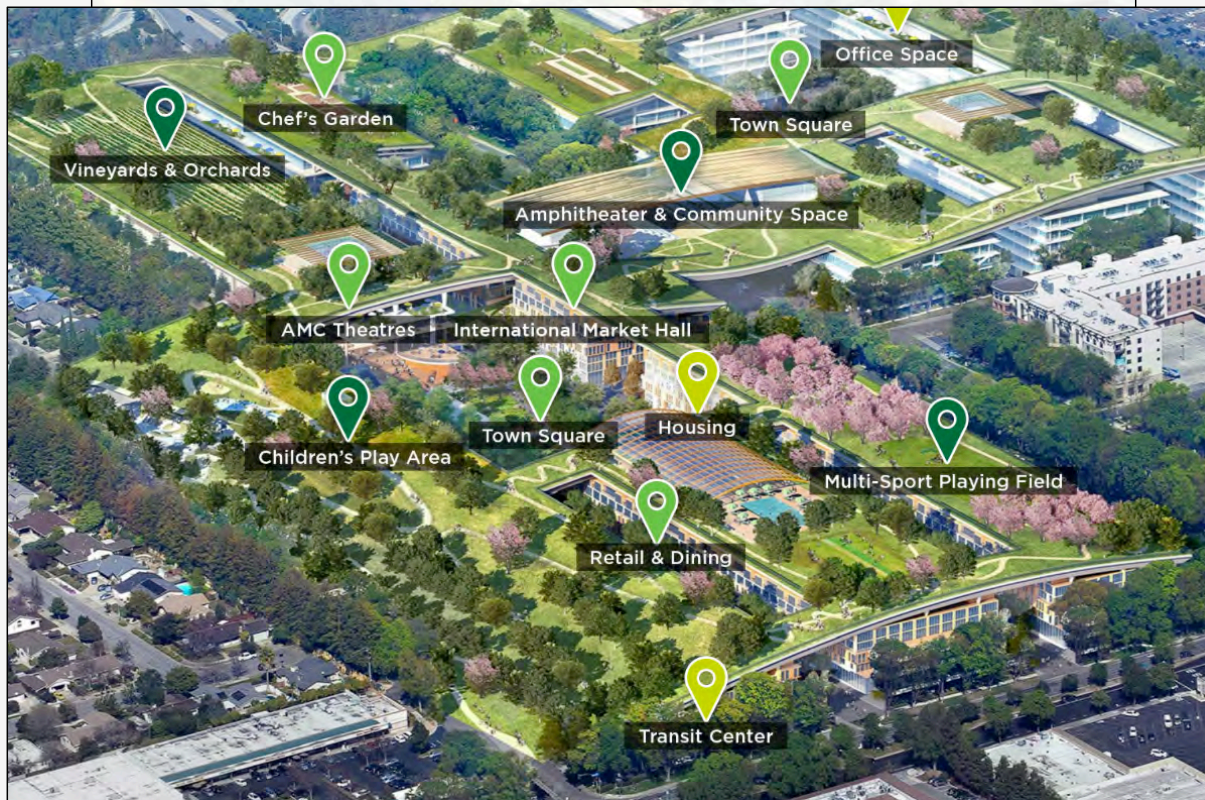 Office Space
Chef's Garden
Town Square
Vineyards & Orchards
Amphitheater & Community Space
AMC Theatres
International Market Hall
Town Square
Housing
Children's Play Area
Multi-Sport Playing Field
Retail & Dining
Transit Center